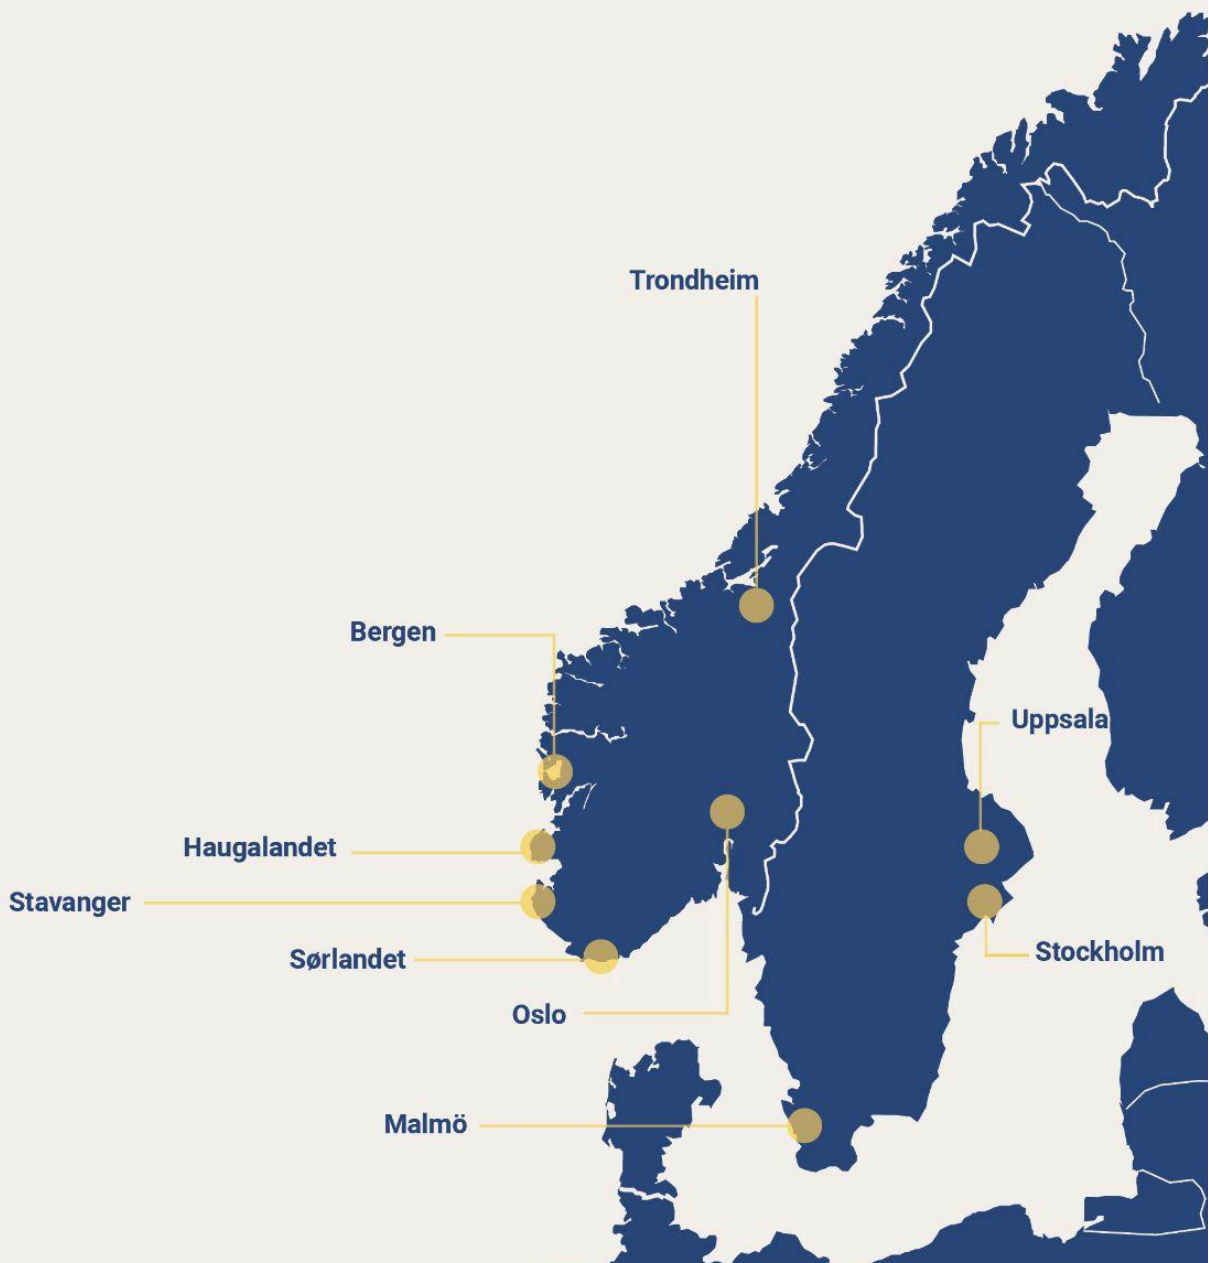 Trondheim
Bergen
Uppsala
Haugalandet
Stavanger
Stockholm
Sørlandet
Oslo
Malmö